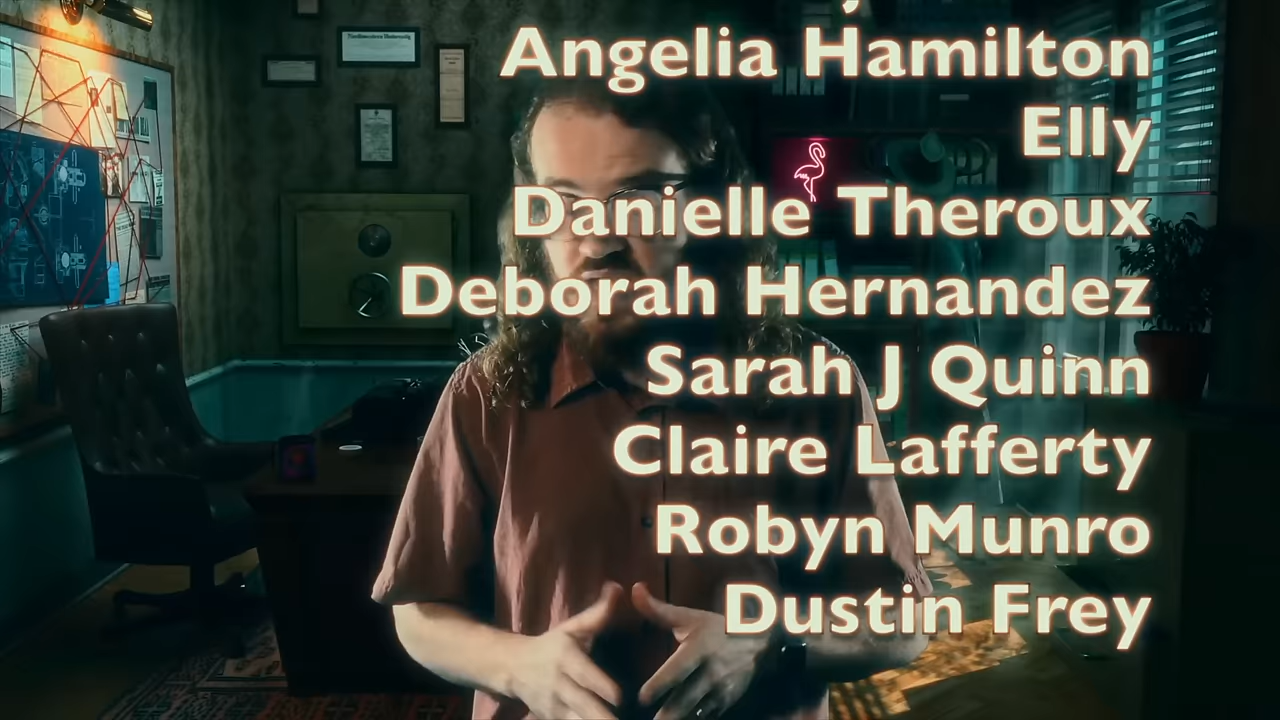 Angelia Hamilton
Elly
Danielle Theroux
Deborah Hernandez
Sarah J Quinn
Claire Lafferty
Robyn Munro
Dustin Frey